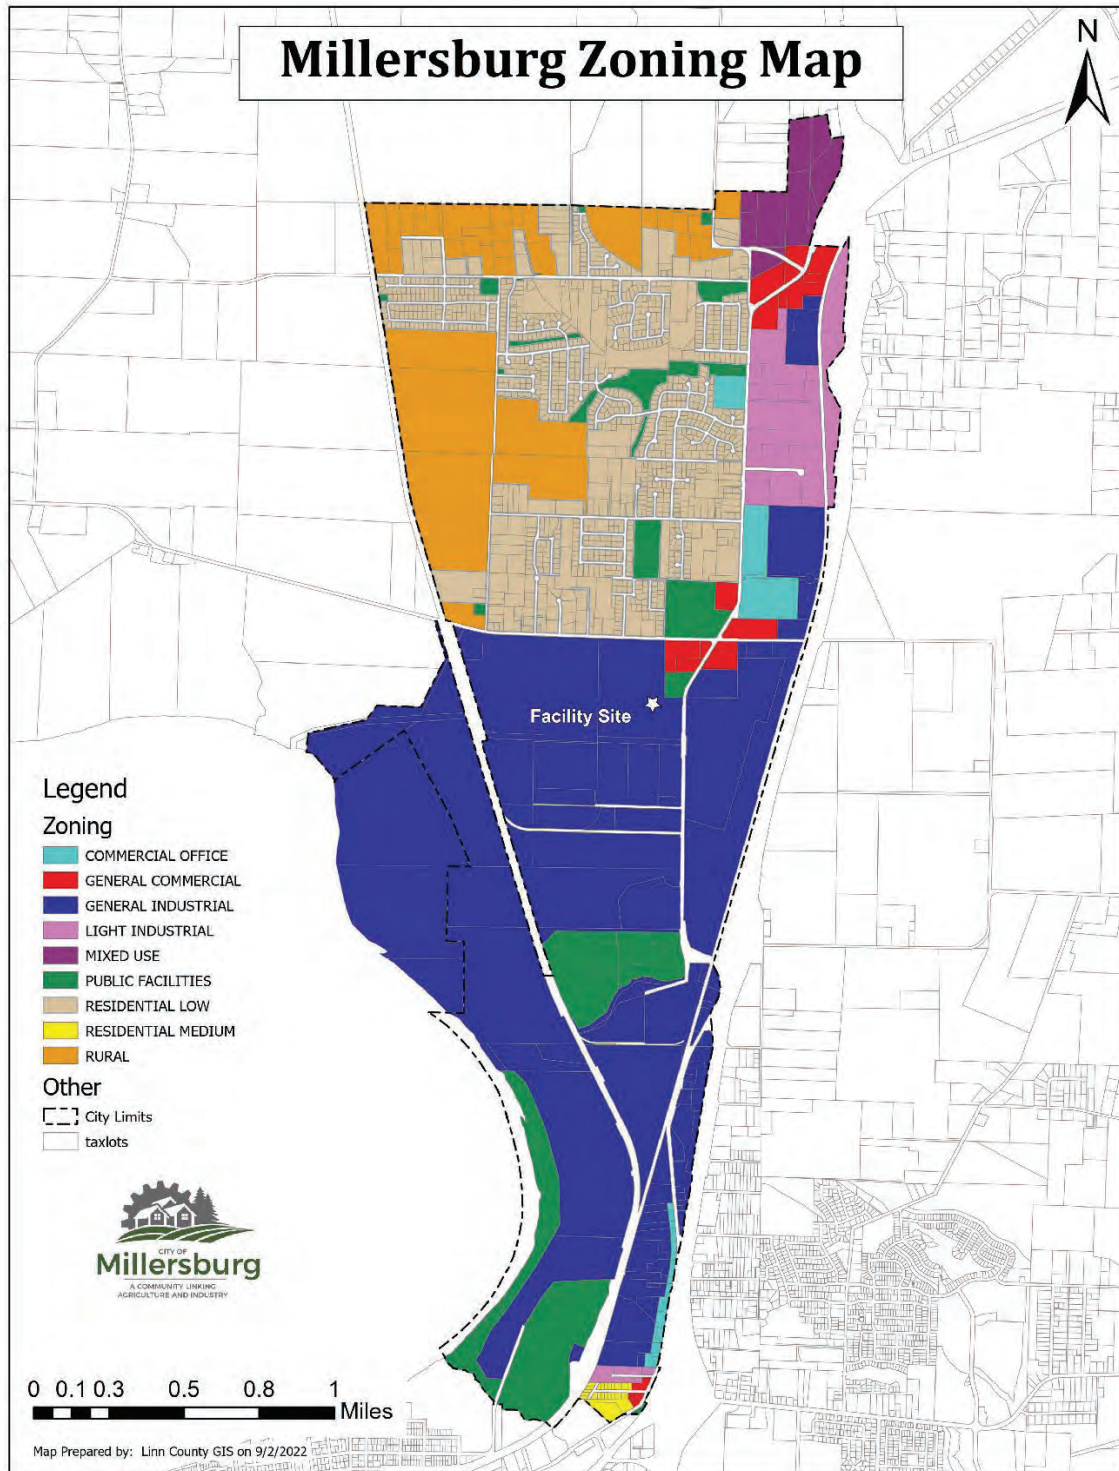 Millersburg Zoning Map
N
Facility Site
Legend
Zoning
COMMERCIAL OFFICE
GENERAL COMMERCIAL
GENERAL INDUSTRIAL
LIGHT INDUSTRIAL
MIXED USE
PUBLIC FACILITIES
RESIDENTIAL LOW
RESIDENTIAL MEDIUM
RURAL
Other
City Limits
taxlots
CITY OF
Millersburg
A COMMUNITY LINKING
AGRICULTURE AND INDUSTRY
0 0.1 0.3 0.5 0.8 1
Miles
Map Prepared by: Linn County GIS on 9/2/2022